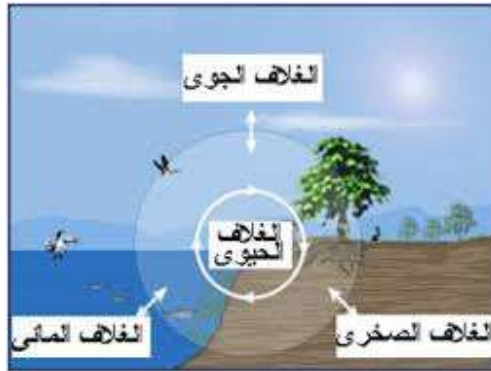 الغلاف الجوى
الغلاف
الحيوى
الغلاف المائى
الغلاف الصخرى